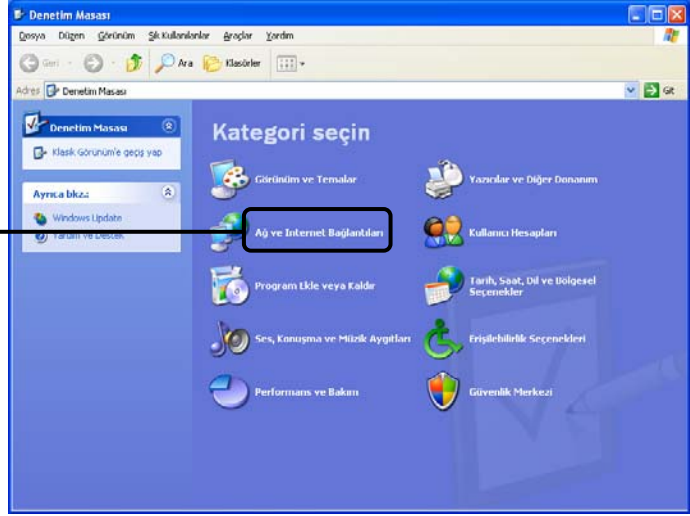 Denetim Masası
Dosya Düzen Görünüm Sık Kullanılanlar Araçlar Yardım
Geri Ara Klasörler
Adres Denetim Masası Git
Denetim Masası
Klasik Görünüm'e geçiş yap
Ayrıca bkz.:
Windows Update
Yardım ve Destek
Kategori seçin
Görünüm ve Temalar
Yazıcılar ve Diğer Donanım
Ağ ve Internet Bağlantıları
Kullanıcı Hesapları
Program Ekle veya Kaldır
Tarih, Saat, Dil ve Bölgesel
Seçenekler
Ses, Konuşma ve Müzik Aygıtları
Erişilebilirlik Seçenekleri
Performans ve Bakım
Güvenlik Merkezi